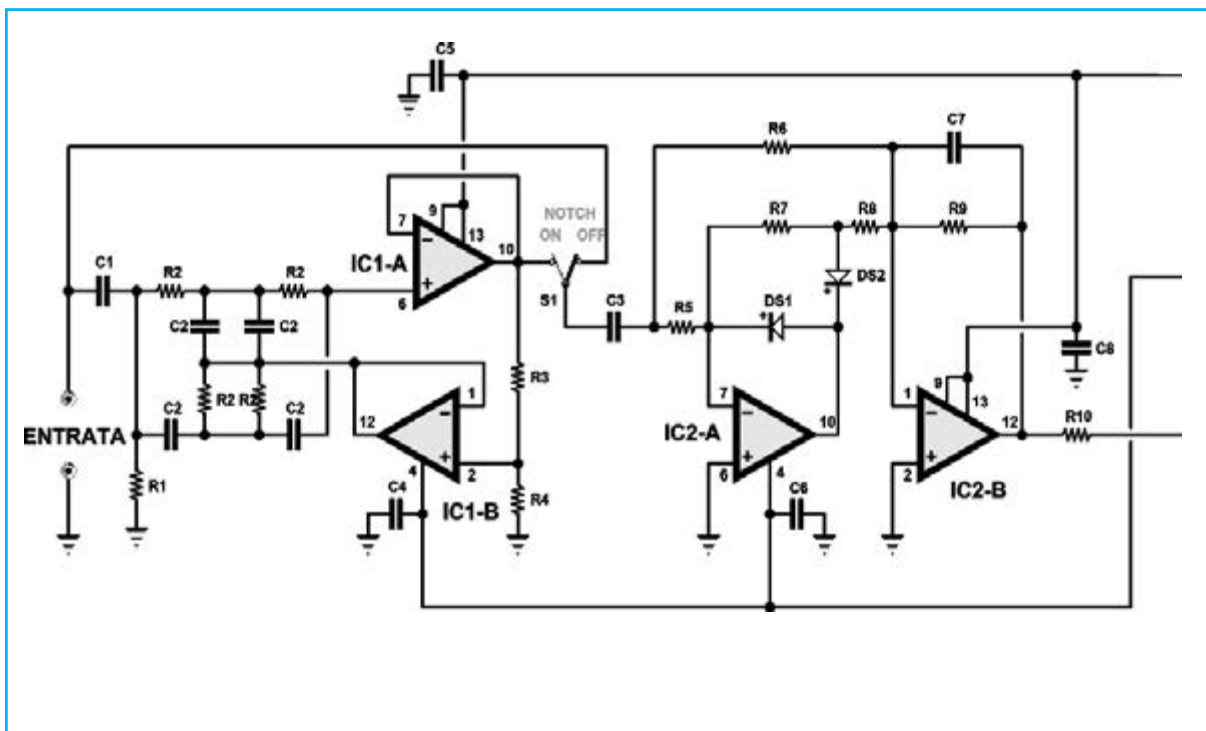 C5
C7
R6
R7
R8
R9
NOTCH
ON OFF
7
9
13
10
IC1-A
6
C1
R2
R2
S1
C3
R5
DS1
DS2
C2
C2
R3
C8
1
12
R2
R2
C2
C2
ENTRATA
R1
4
2
IC1-B
R4
C4
7
10
IC2-A
6
4
C6
1
9
13
12
R10
2
IC2-B